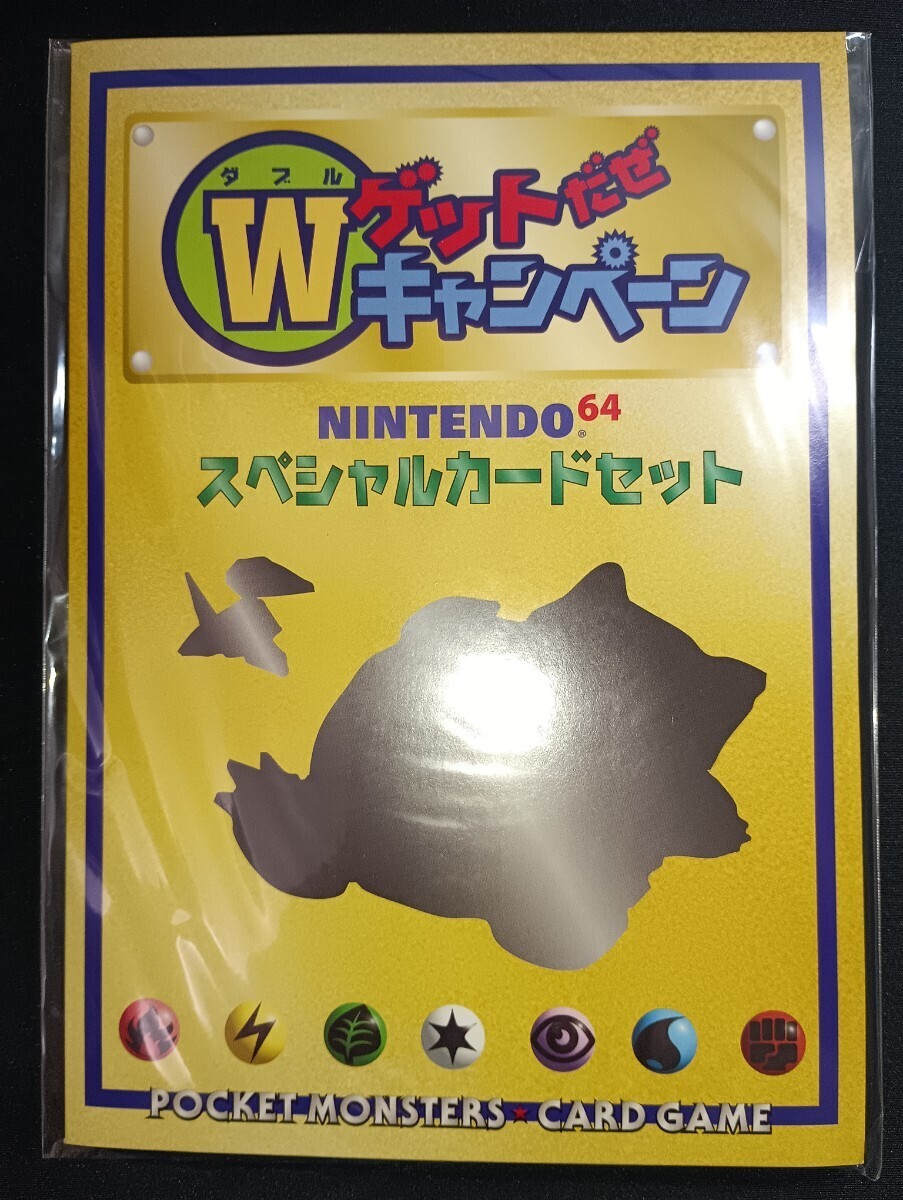 ダブル
W ゲットだぜ
キャンペーン
NINTENDO64®
スペシャルカードセット
POCKET MONSTERS★CARD GAME